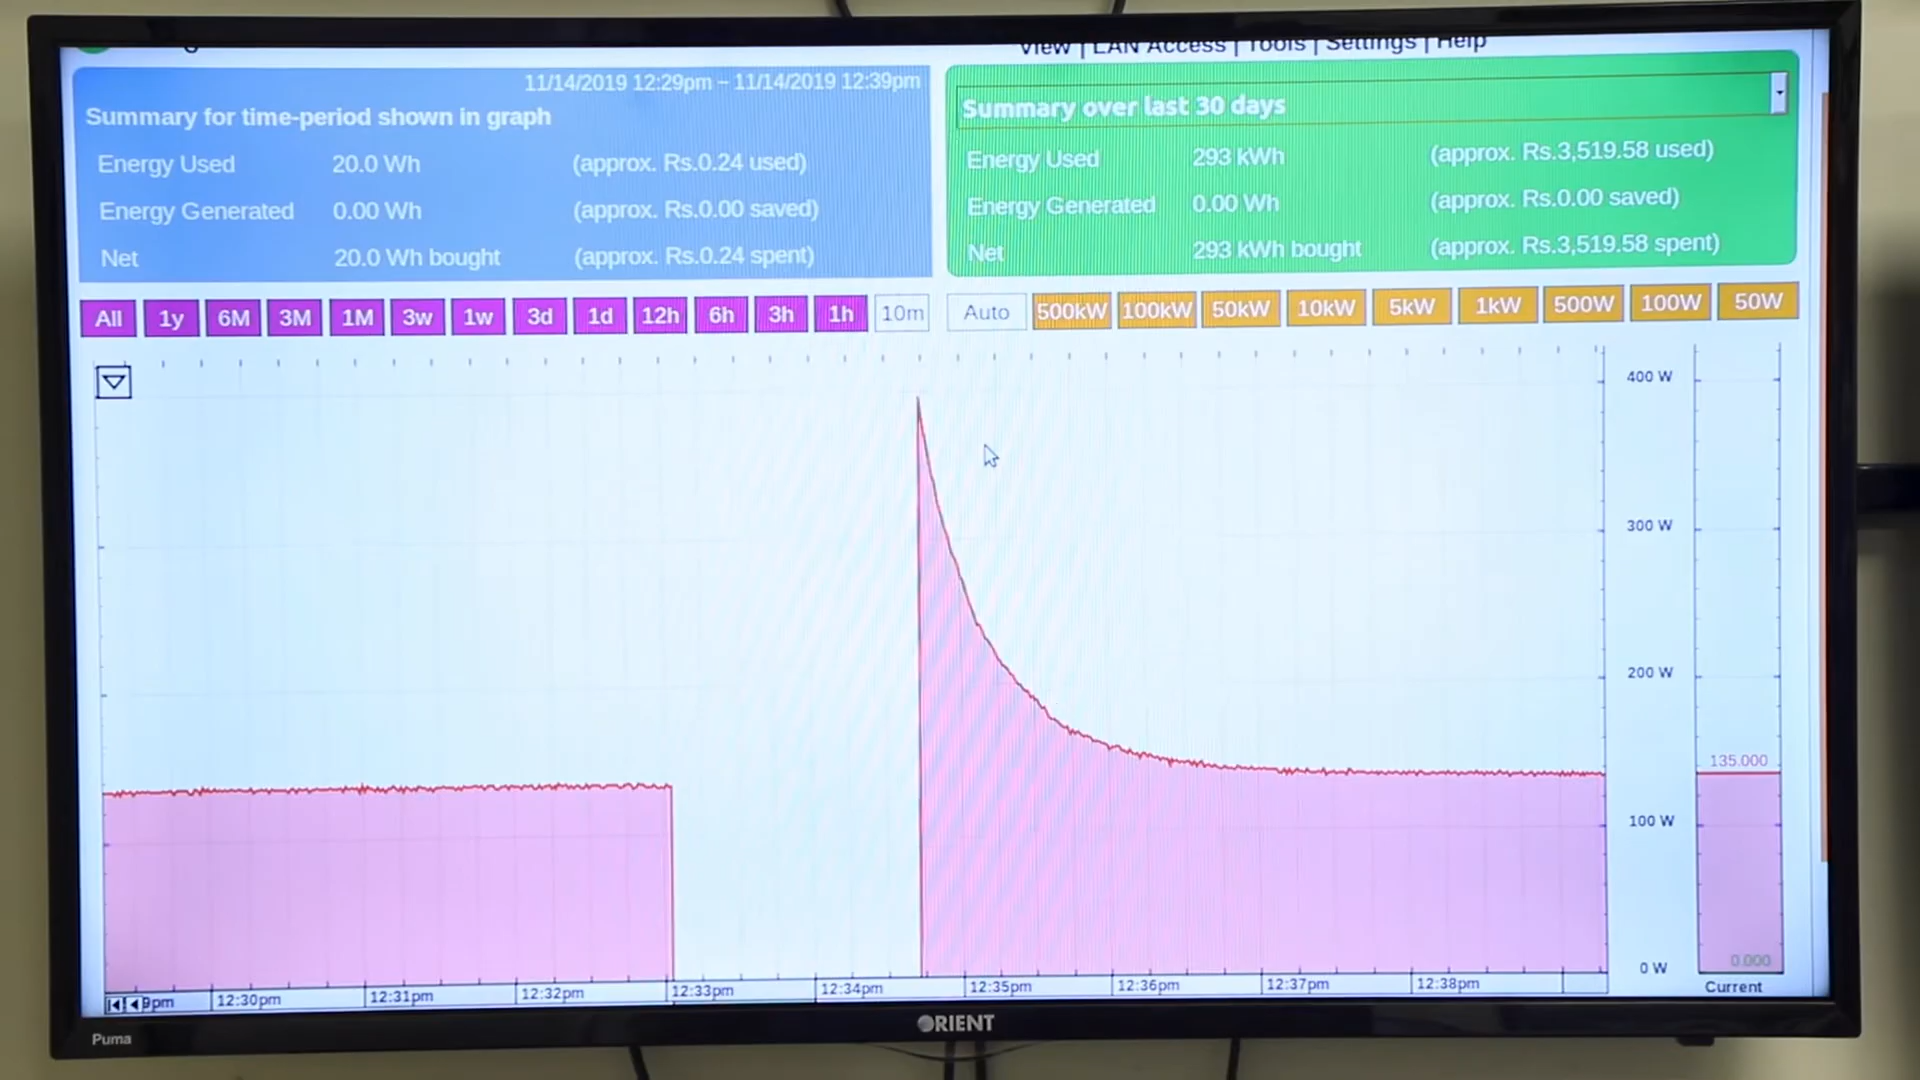 View | LAN Access | Tools | Settings | Help
11/14/2019 12:29pm – 11/14/2019 12:39pm
Summary for time-period shown in graph
Energy Used 20.0 Wh (approx. Rs.0.24 used)
Energy Generated 0.00 Wh (approx. Rs.0.00 saved)
Net 20.0 Wh bought (approx. Rs.0.24 spent)
Summary over last 30 days
Energy Used 293 kWh (approx. Rs.3,519.58 used)
Energy Generated 0.00 Wh (approx. Rs.0.00 saved)
Net 293 kWh bought (approx. Rs.3,519.58 spent)
All 1y 6M 3M 1M 3w 1w 3d 1d 12h 6h 3h 1h 10m Auto 500kW 100kW 50kW 10kW 5kW 1kW 500W 100W 50W
400 W
300 W
200 W
135.000
100 W
0 W 0.000
9pm 12:30pm 12:31pm 12:32pm 12:33pm 12:34pm 12:35pm 12:36pm 12:37pm 12:38pm Current
Puma ORIENT